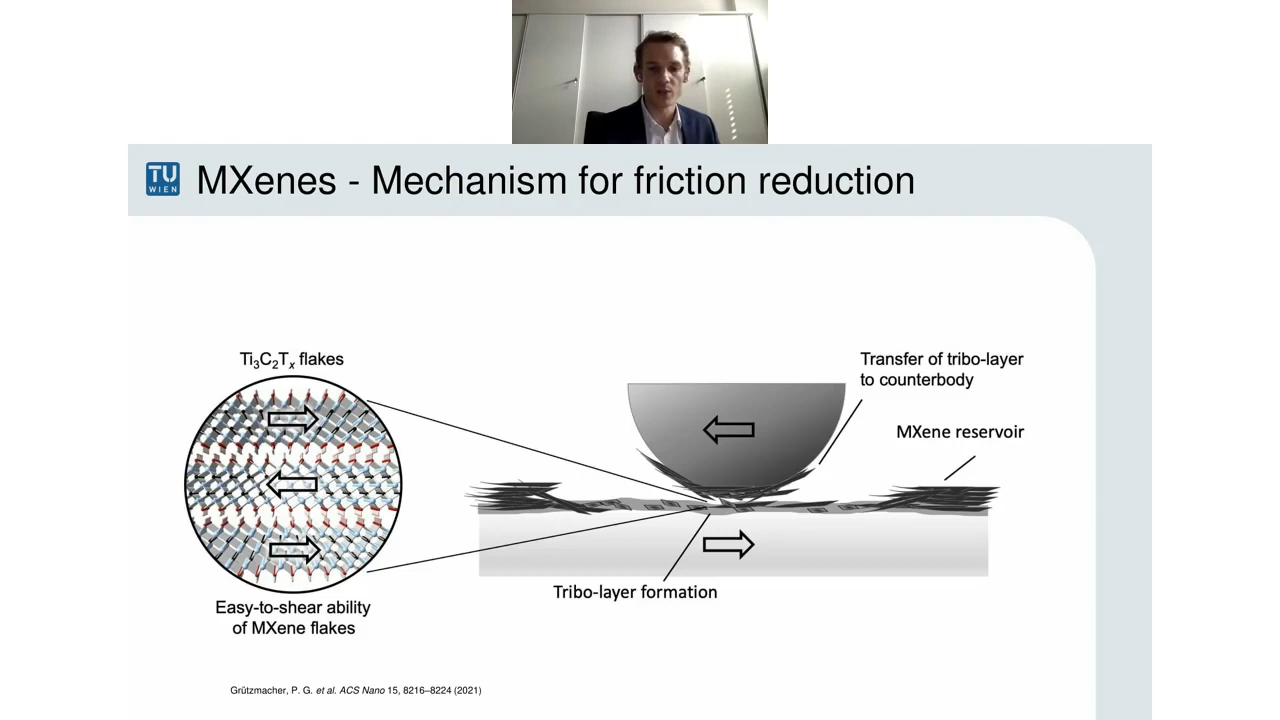 TU
WIEN
MXenes - Mechanism for friction reduction
Ti₃C₂Tₓ flakes
Easy-to-shear ability
of MXene flakes
Transfer of tribo-layer
to counterbody
MXene reservoir
Tribo-layer formation
Grützmacher, P. G. et al. ACS Nano 15, 8216–8224 (2021)